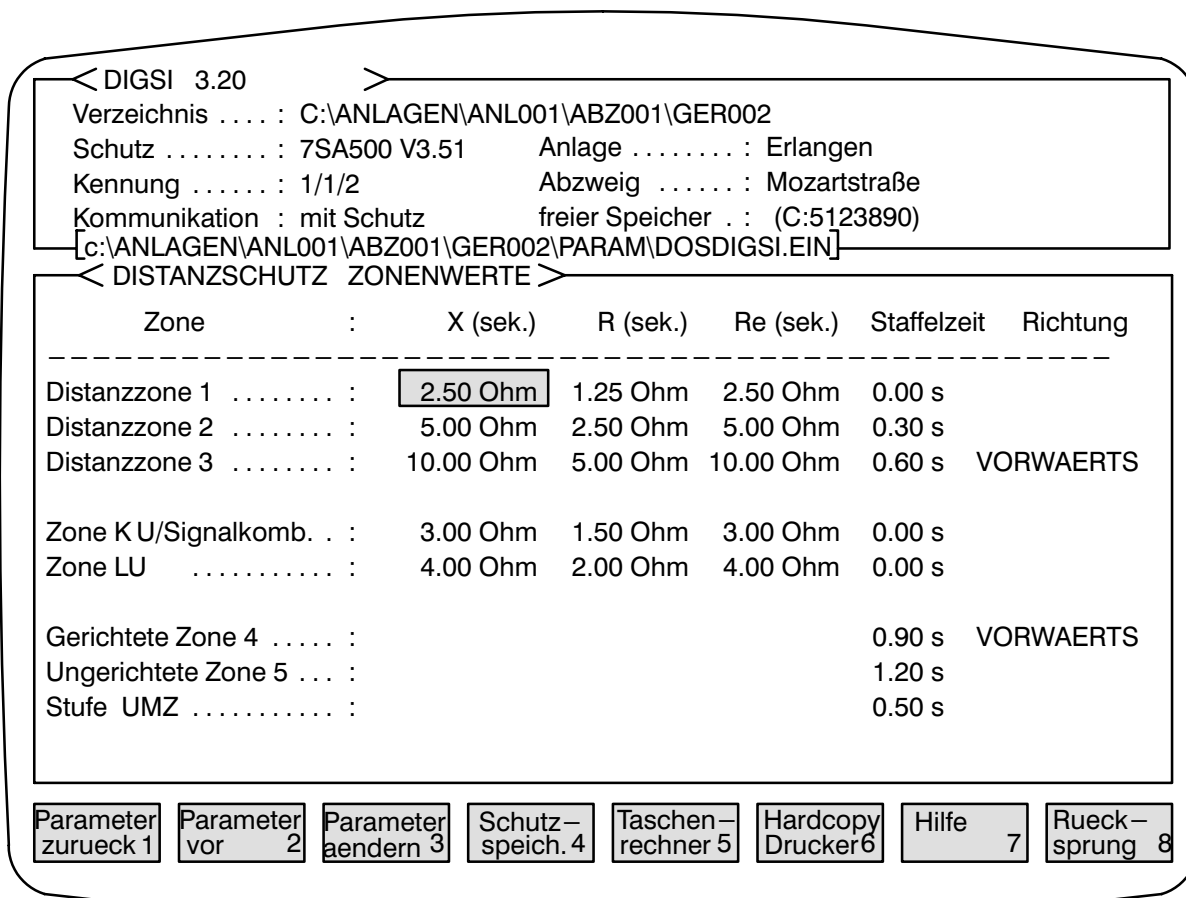 DIGSI 3.20
Verzeichnis . . . . : C:\ANLAGEN\ANL001\ABZ001\GER002
Schutz . . . . . . . . : 7SA500 V3.51 Anlage . . . . . . . . : Erlangen
Kennung . . . . . . : 1/1/2 Abzweig . . . . . . : Mozartstraße
Kommunikation : mit Schutz freier Speicher . : (C:5123890)
c:\ANLAGEN\ANL001\ABZ001\GER002\PARAM\DOSDIGSI.EIN
DISTANZSCHUTZ ZONENWERTE
Zone : X (sek.) R (sek.) Re (sek.) Staffelzeit Richtung
Distanzzone 1 . . . . . . . . : 2.50 Ohm 1.25 Ohm 2.50 Ohm 0.00 s
Distanzzone 2 . . . . . . . . : 5.00 Ohm 2.50 Ohm 5.00 Ohm 0.30 s
Distanzzone 3 . . . . . . . . : 10.00 Ohm 5.00 Ohm 10.00 Ohm 0.60 s VORWAERTS
Zone K U/Signalkomb. . : 3.00 Ohm 1.50 Ohm 3.00 Ohm 0.00 s
Zone LU . . . . . . . . . . . : 4.00 Ohm 2.00 Ohm 4.00 Ohm 0.00 s
Gerichtete Zone 4 . . . . . : 0.90 s VORWAERTS
Ungerichtete Zone 5 . . . : 1.20 s
Stufe UMZ . . . . . . . . . . . : 0.50 s
Parameter zurueck 1
Parameter vor 2
Parameter aendern 3
Schutz– speich. 4
Taschen– rechner 5
Hardcopy Drucker 6
Hilfe 7
Rueck– sprung 8